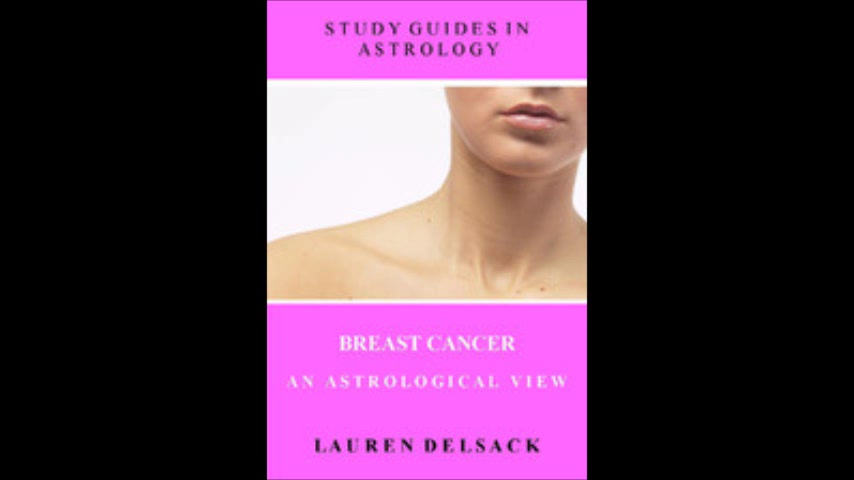 STUDY GUIDES IN
ASTROLOGY
BREAST CANCER
AN ASTROLOGICAL VIEW
LAUREN DELSACK